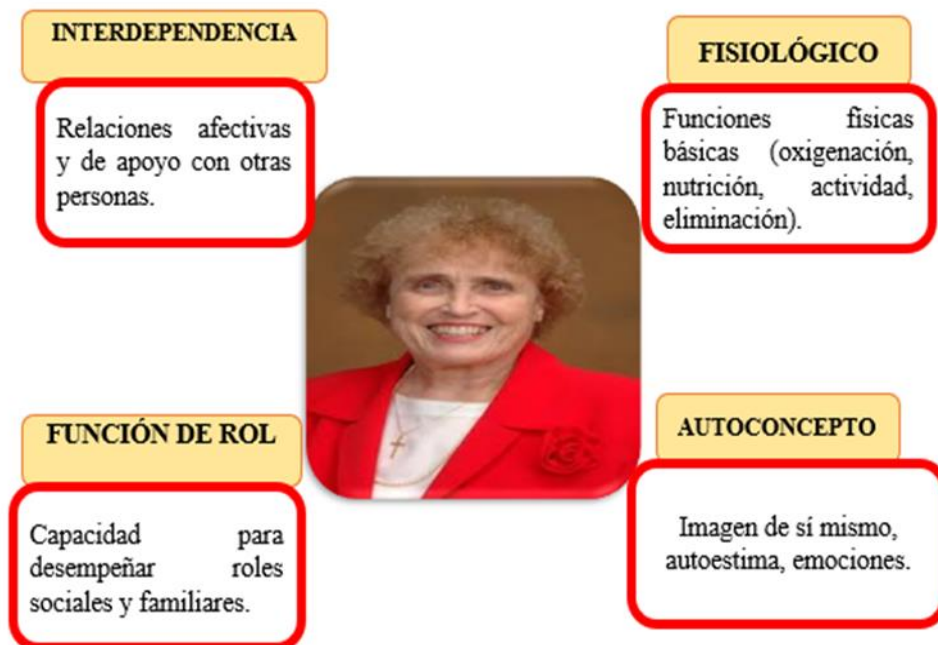 INTERDEPENDENCIA
Relaciones afectivas
y de apoyo con otras
personas.
FISIOLÓGICO
Funciones físicas
básicas (oxigenación,
nutrición, actividad,
eliminación).
FUNCIÓN DE ROL
Capacidad para
desempeñar roles
sociales y familiares.
AUTOCONCEPTO
Imagen de sí mismo,
autoestima, emociones.